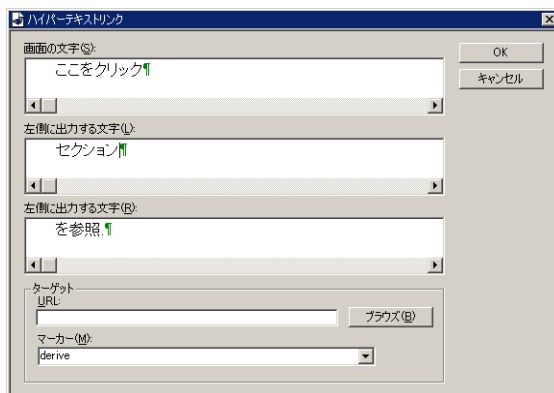 ハイパーテキストリンク
画面の文字(S):
ここをクリック¶
OK
キャンセル
左側に出力する文字(L):
セクション¶
左側に出力する文字(R):
を参照.¶
ターゲット
URL:
ブラウズ(B)
マーカー(M):
derive